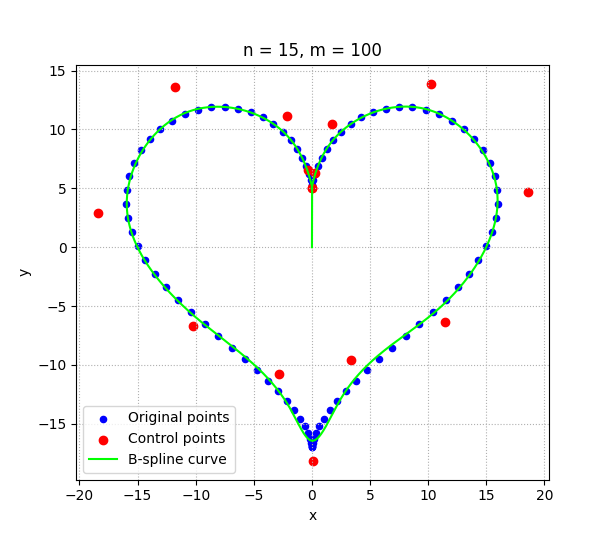 n = 15, m = 100
15
10
5
0
−5
−10
−15
y
Original points
Control points
B-spline curve
−20 −15 −10 −5 0 5 10 15 20
x